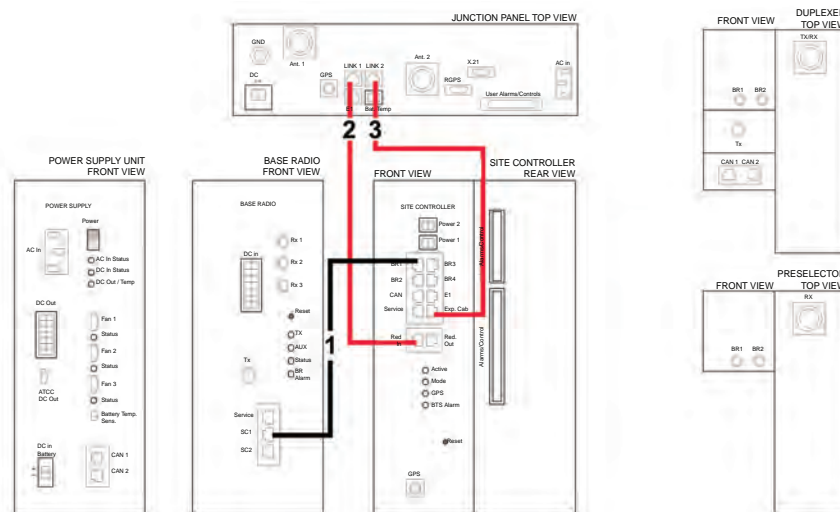 JUNCTION PANEL TOP VIEW
GND
Ant. 1
DC
GPS
LINK 1 LINK 2
Ant. 2
X.21
RGPS
AC in
User Alarms/Controls
E1
Bat. Temp
2 3
POWER SUPPLY UNIT
FRONT VIEW
POWER SUPPLY
Power
AC In
AC In Status
DC In Status
DC Out / Temp
DC Out
Fan 1
Status
Fan 2
Status
Fan 3
Status
ATCC
DC Out
Battery Temp.
Sens.
DC in
Battery
CAN 1
CAN 2
BASE RADIO
FRONT VIEW
BASE RADIO
DC in
Rx 1
Rx 2
Rx 3
Reset
TX
AUX
Status
BR
Alarm
Tx
Service
SC1
SC2
1
FRONT VIEW
SITE CONTROLLER
REAR VIEW
SITE CONTROLLER
Power 2
Power 1
BR1 BR3
BR2 BR4
CAN E1
Service Exp. Cab
Red
In
Red.
Out
Active
Mode
GPS
BTS Alarm
Reset
GPS
Alarms/Control
Alarms/Control
FRONT VIEW
DUPLEXER
TOP VIEW
TX/RX
BR1 BR2
Tx
CAN 1 CAN 2
FRONT VIEW
PRESELECTOR
TOP VIEW
RX
BR1 BR2